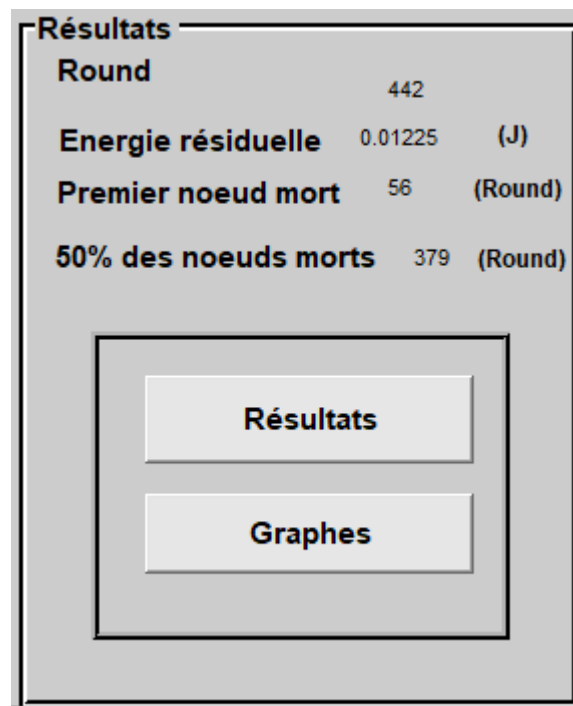 Résultats
Round 442
Energie résiduelle 0.01225 (J)
Premier noeud mort 56 (Round)
50% des noeuds morts 379 (Round)
Résultats
Graphes